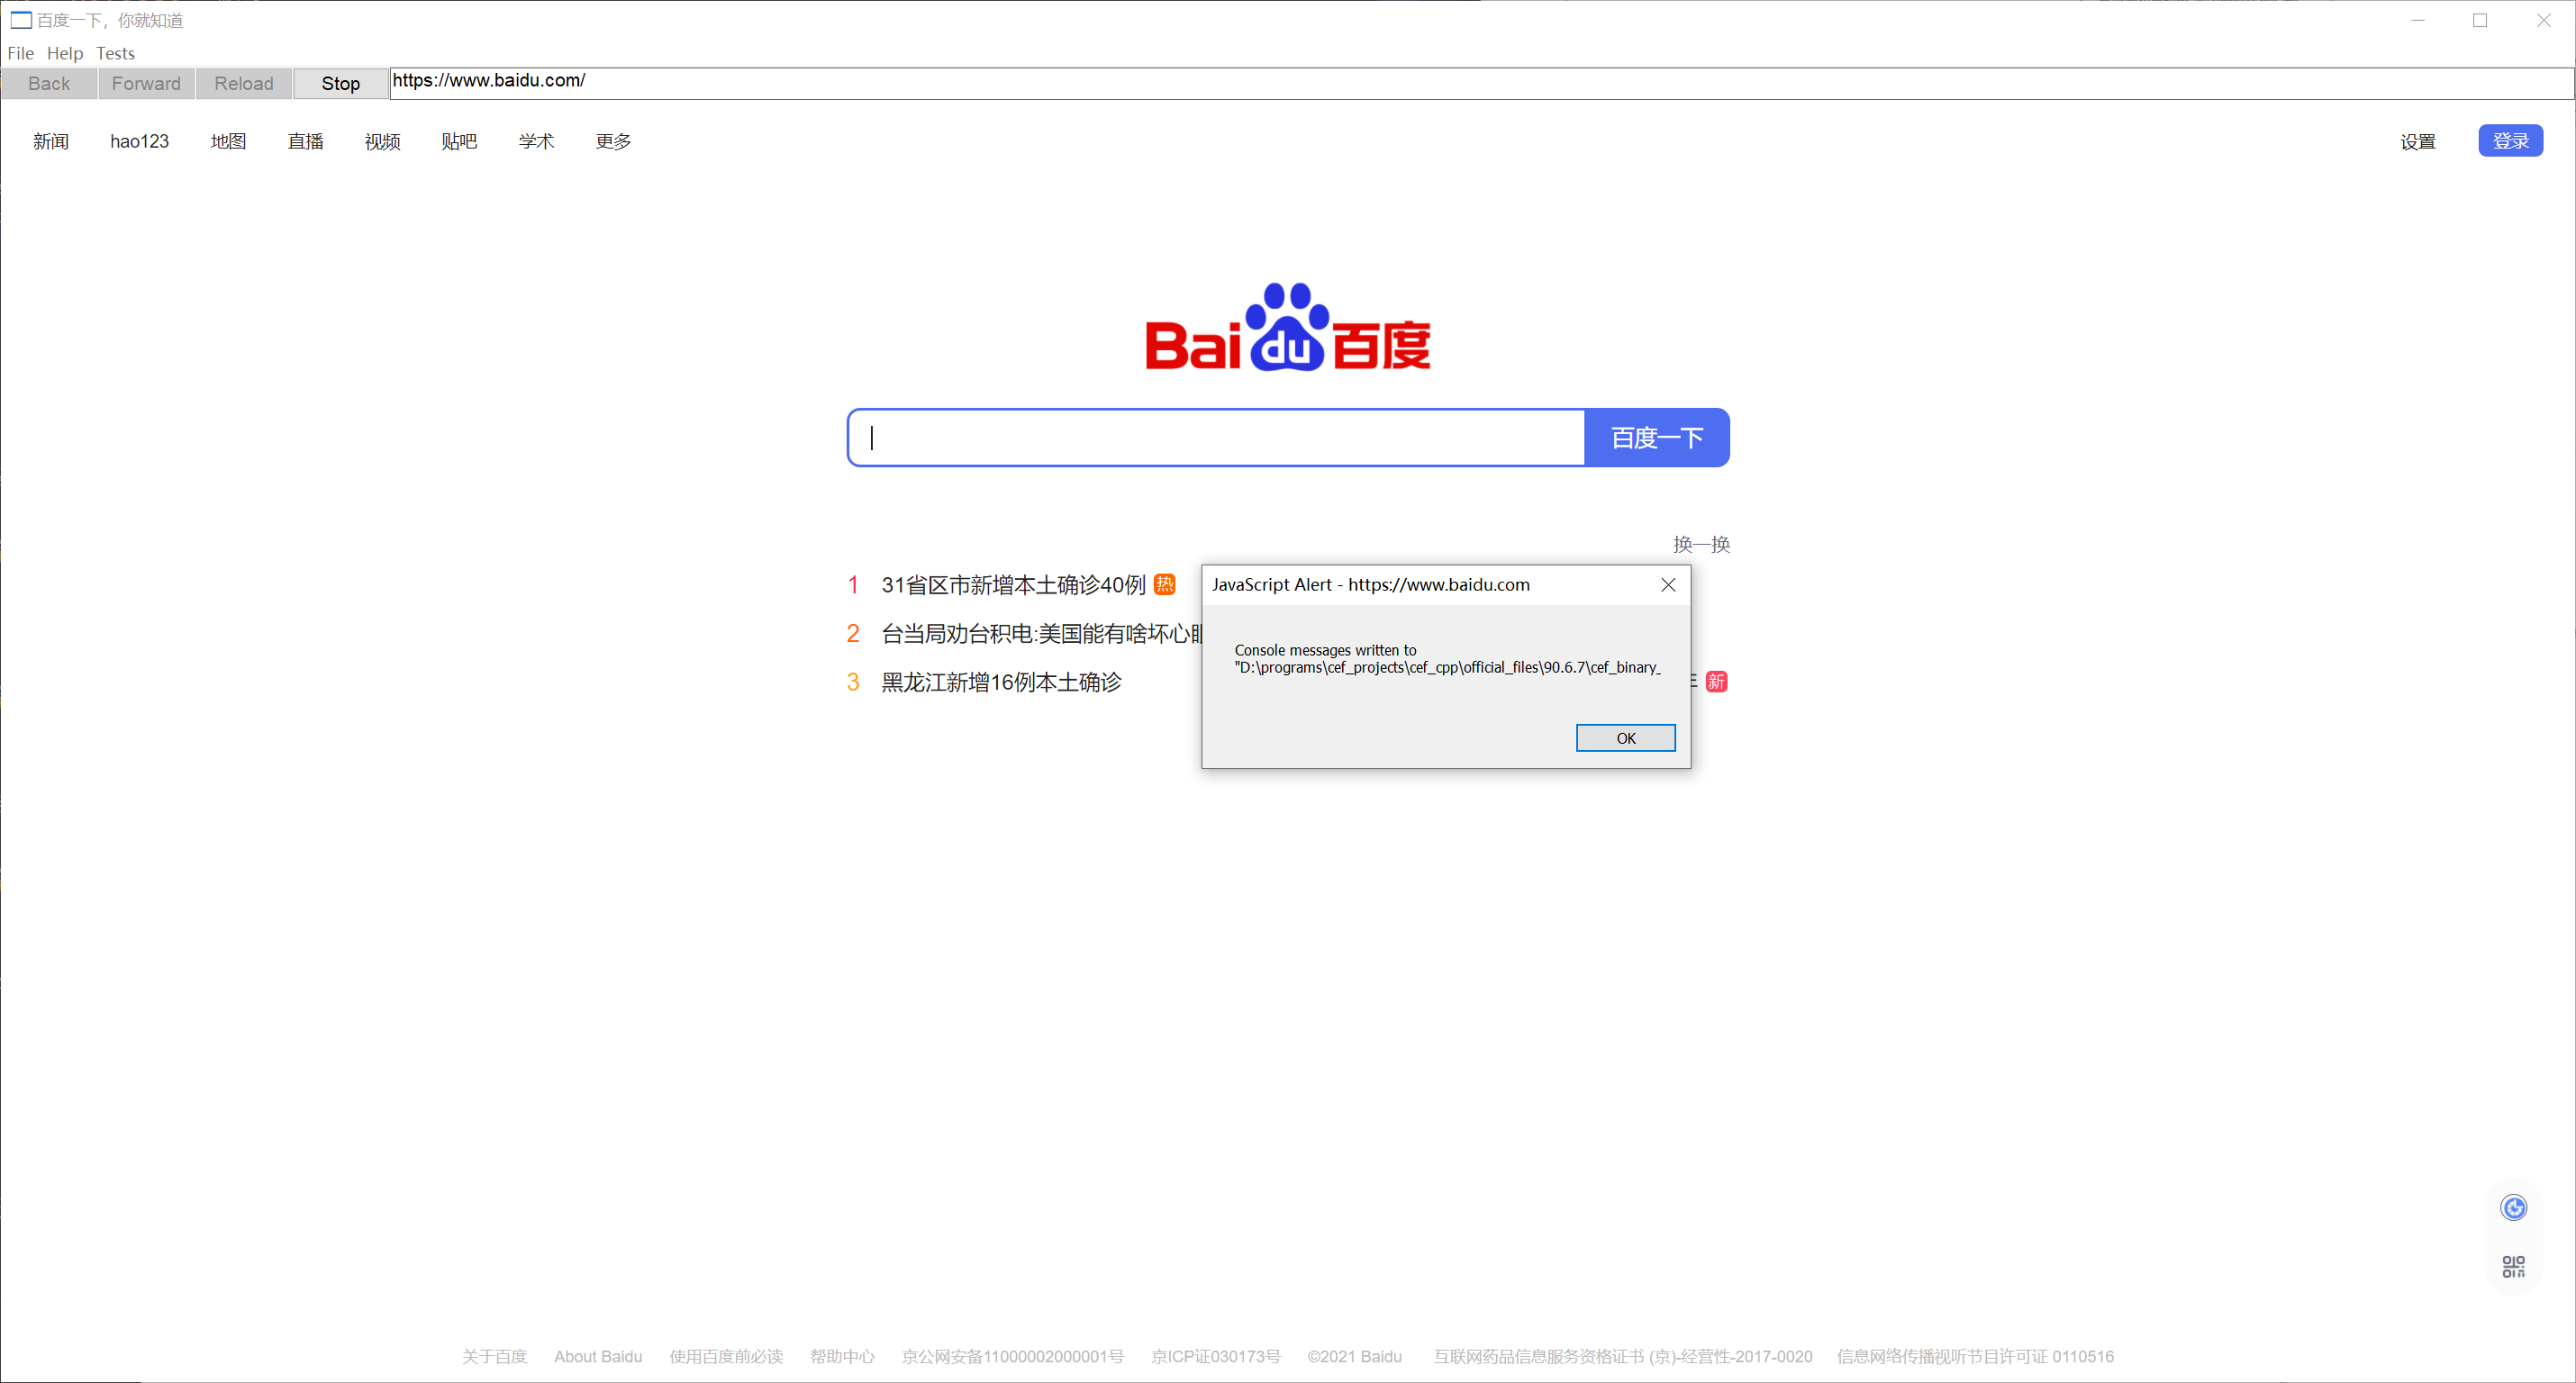 百度一下，你就知道
File Help Tests
Back Forward Reload Stop https://www.baidu.com/
新闻 hao123 地图 直播 视频 贴吧 学术 更多 设置 登录
Bai du 百度
百度一下
换一换
1 31省区市新增本土确诊40例 热
2 台当局劝台积电:美国能有啥坏心
3 黑龙江新增16例本土确诊
新
JavaScript Alert - https://www.baidu.com
Console messages written to
"D:\programs\cef_projects\cef_cpp\official_files\90.6.7\cef_binary_
OK
关于百度 About Baidu 使用百度前必读 帮助中心 京公网安备11000002000001号 京ICP证030173号 ©2021 Baidu 互联网药品信息服务资格证书 (京)-经营性-2017-0020 信息网络传播视听节目许可证 0110516